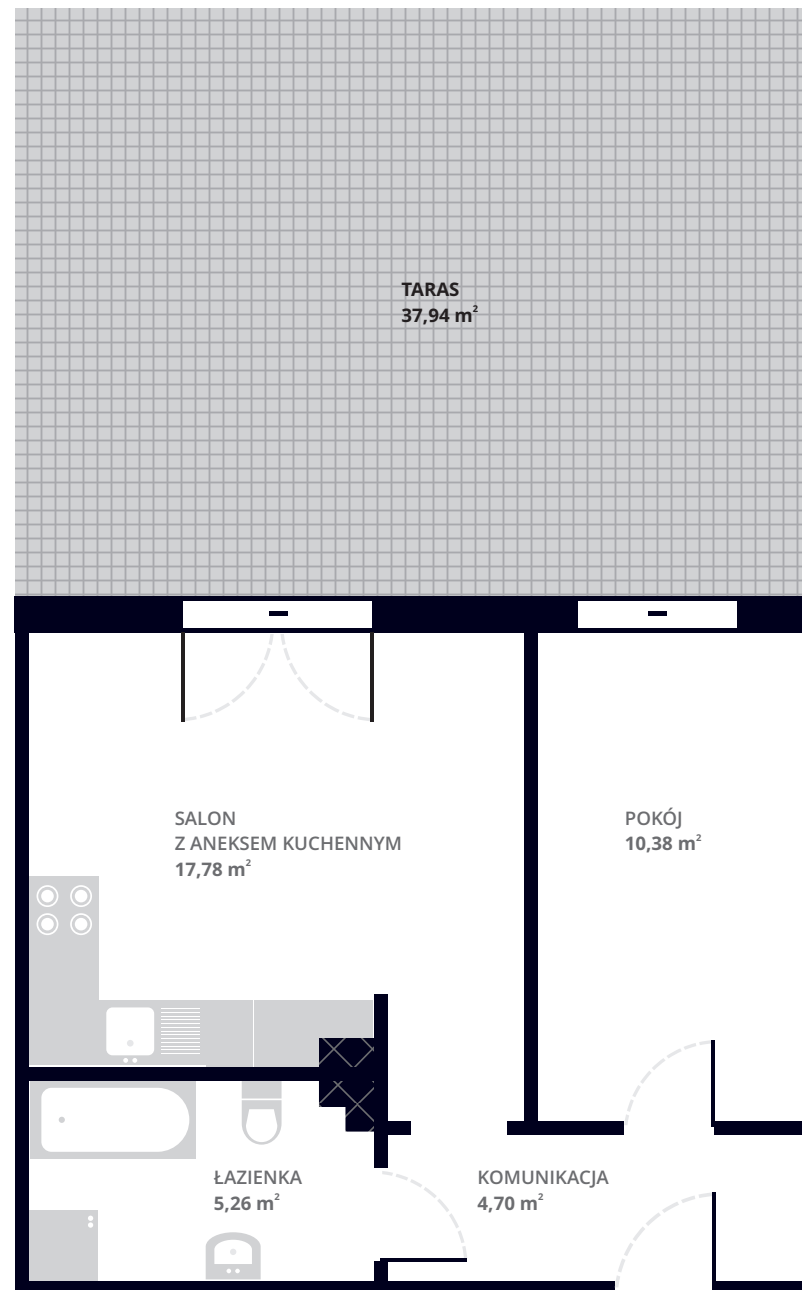 TARAS
37,94 m²
SALON
Z ANEKSEM KUCHENNYM
17,78 m²
POKÓJ
10,38 m²
ŁAZIENKA
5,26 m²
KOMUNIKACJA
4,70 m²